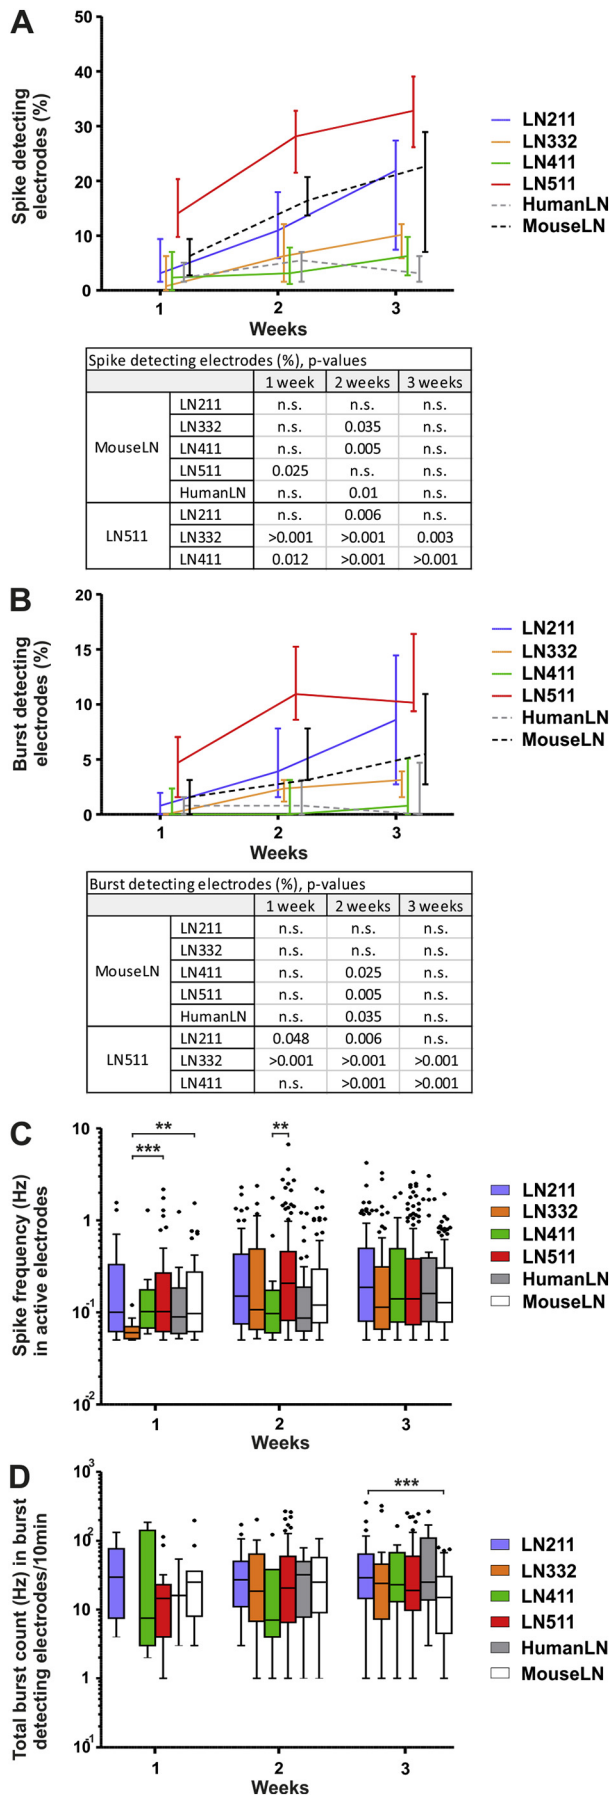 A
Spike detecting
electrodes (%)
50
40
30
20
10
0
1
2
3
Weeks
LN211
LN332
LN411
LN511
HumanLN
MouseLN
Spike detecting electrodes (%), p-values
1 week 2 weeks 3 weeks
MouseLN
LN211 n.s. n.s. n.s.
LN332 n.s. 0.035 n.s.
LN411 n.s. 0.005 n.s.
LN511 0.025 n.s. n.s.
HumanLN n.s. 0.01 n.s.
LN511
LN211 n.s. 0.006 n.s.
LN332 >0.001 >0.001 0.003
LN411 0.012 >0.001 >0.001
B
Burst detecting
electrodes (%)
20
15
10
5
0
1
2
3
Weeks
LN211
LN332
LN411
LN511
HumanLN
MouseLN
Burst detecting electrodes (%), p-values
1 week 2 weeks 3 weeks
MouseLN
LN211 n.s. n.s. n.s.
LN332 n.s. n.s. n.s.
LN411 n.s. 0.025 n.s.
LN511 n.s. 0.005 n.s.
HumanLN n.s. 0.035 n.s.
LN511
LN211 0.048 0.006 n.s.
LN332 >0.001 >0.001 >0.001
LN411 n.s. >0.001 >0.001
C
Spike frequency (Hz)
in active electrodes
10
1
10-1
10-2
**
***
**
1
2
3
Weeks
LN211
LN332
LN411
LN511
HumanLN
MouseLN
D
Total burst count (Hz) in burst
detecting electrodes/10min
10³
10²
10
1
10-1
***
1
2
3
Weeks
LN211
LN332
LN411
LN511
HumanLN
MouseLN